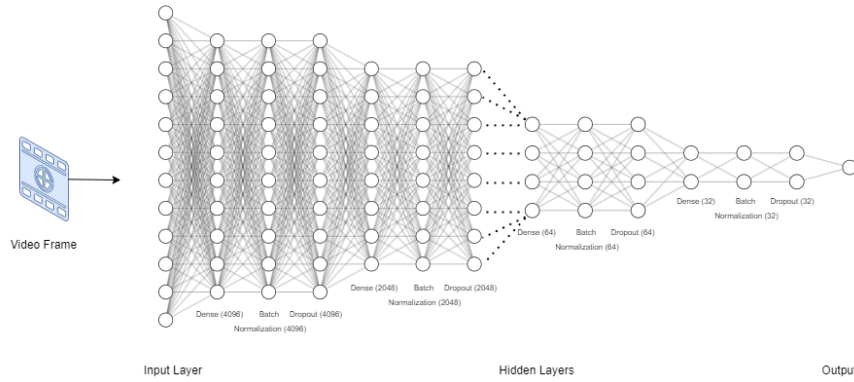 Video Frame
Dense (4096) Batch Dropout (4096)
Normalization (4096)
Dense (2048) Batch Dropout (2048)
Normalization (2048)
Dense (64) Batch Dropout (64)
Normalization (64)
Dense (32) Batch Dropout (32)
Normalization (32)
Input Layer Hidden Layers Outpu